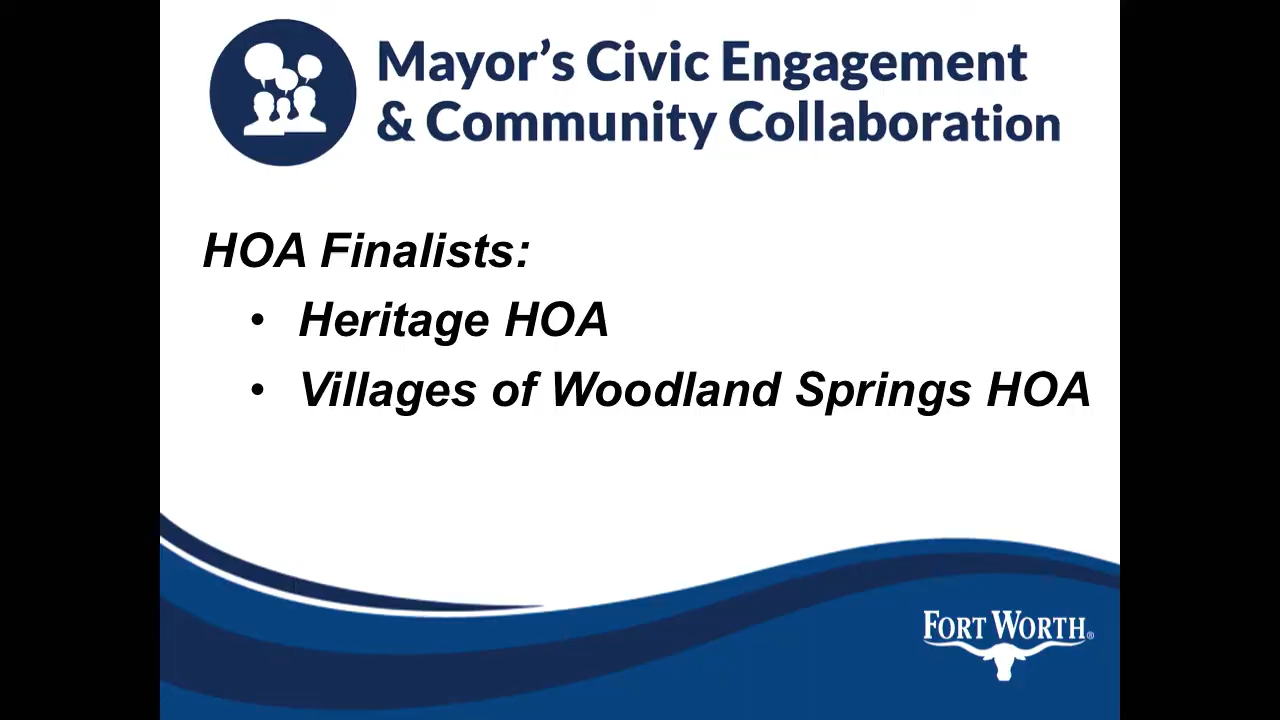 Mayor's Civic Engagement
& Community Collaboration
HOA Finalists:
• Heritage HOA
• Villages of Woodland Springs HOA
FORT WORTH®